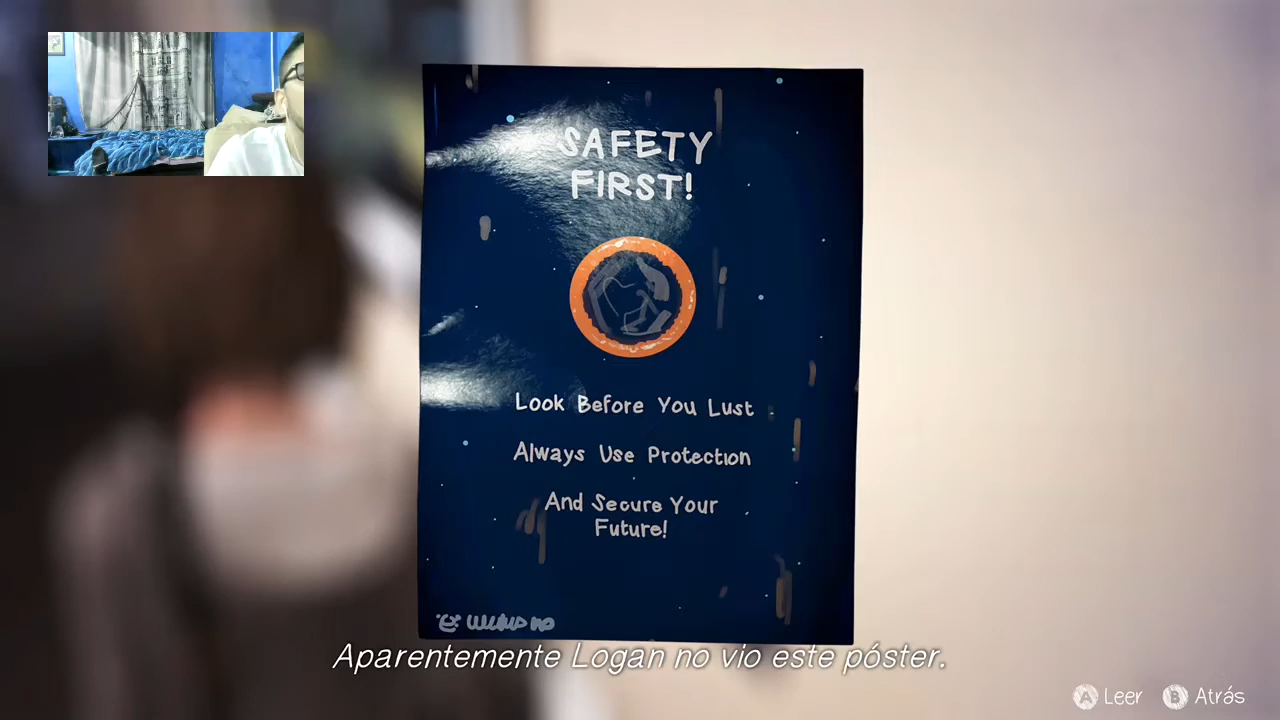 SAFETY
FIRST!
Look Before You Lust
Always Use Protection
And Secure Your
Future!
Aparentemente Logan no vio este póster.
A Leer B Atrás